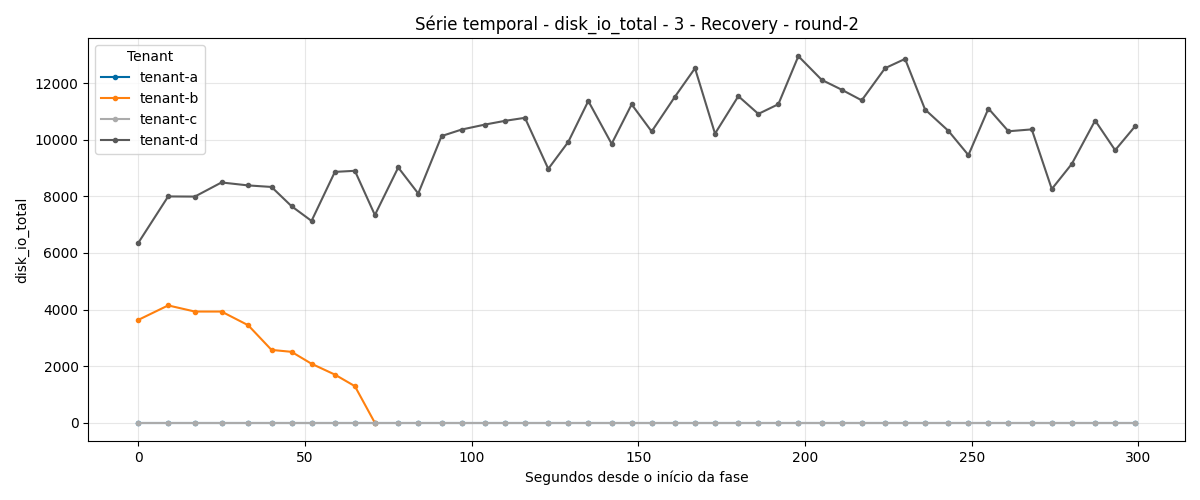 Série temporal - disk_io_total - 3 - Recovery - round-2
Tenant
tenant-a
tenant-b
tenant-c
tenant-d
disk_io_total
12000
10000
8000
6000
4000
2000
0
0 50 100 150 200 250 300
Segundos desde o início da fase